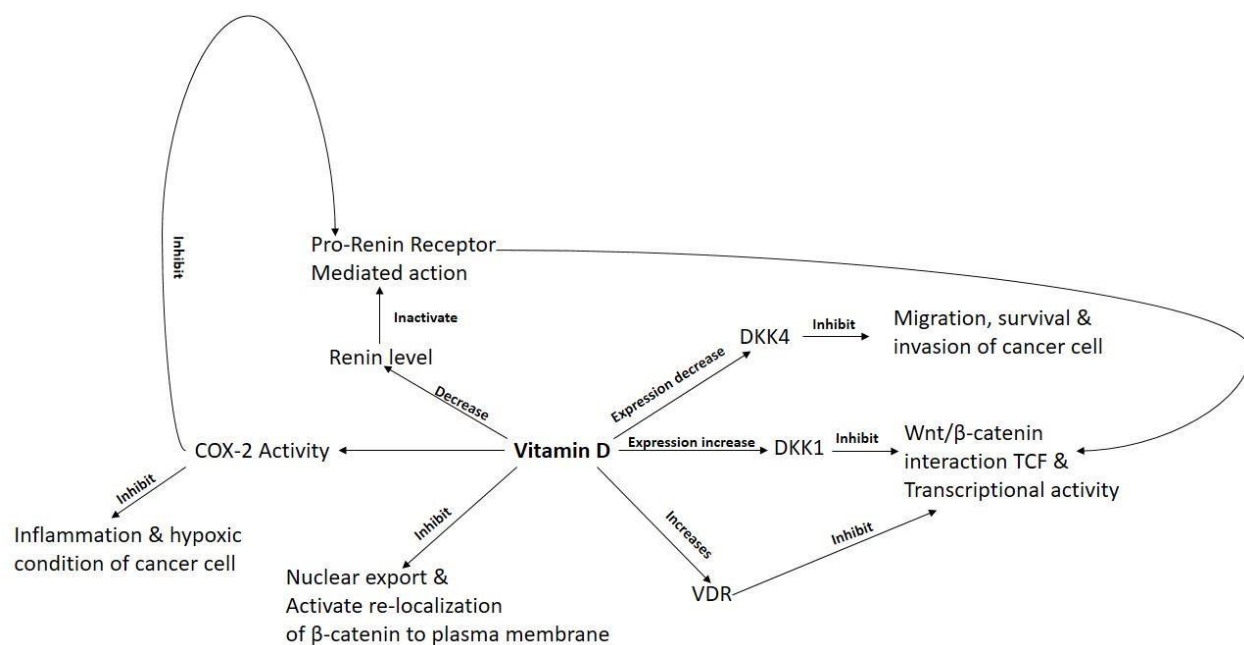 Inhibit
Pro-Renin Receptor
Mediated action
Inactivate
Renin level
Decrease
DKK4
Inhibit
Migration, survival &
invasion of cancer cell
Expression decrease
COX-2 Activity
Vitamin D
Expression increase
DKK1
Inhibit
Wnt/β-catenin
interaction TCF &
Transcriptional activity
Inhibit
Inflammation & hypoxic
condition of cancer cell
Inhibit
Nuclear export &
Activate re-localization
of β-catenin to plasma membrane
Increases
VDR
Inhibit